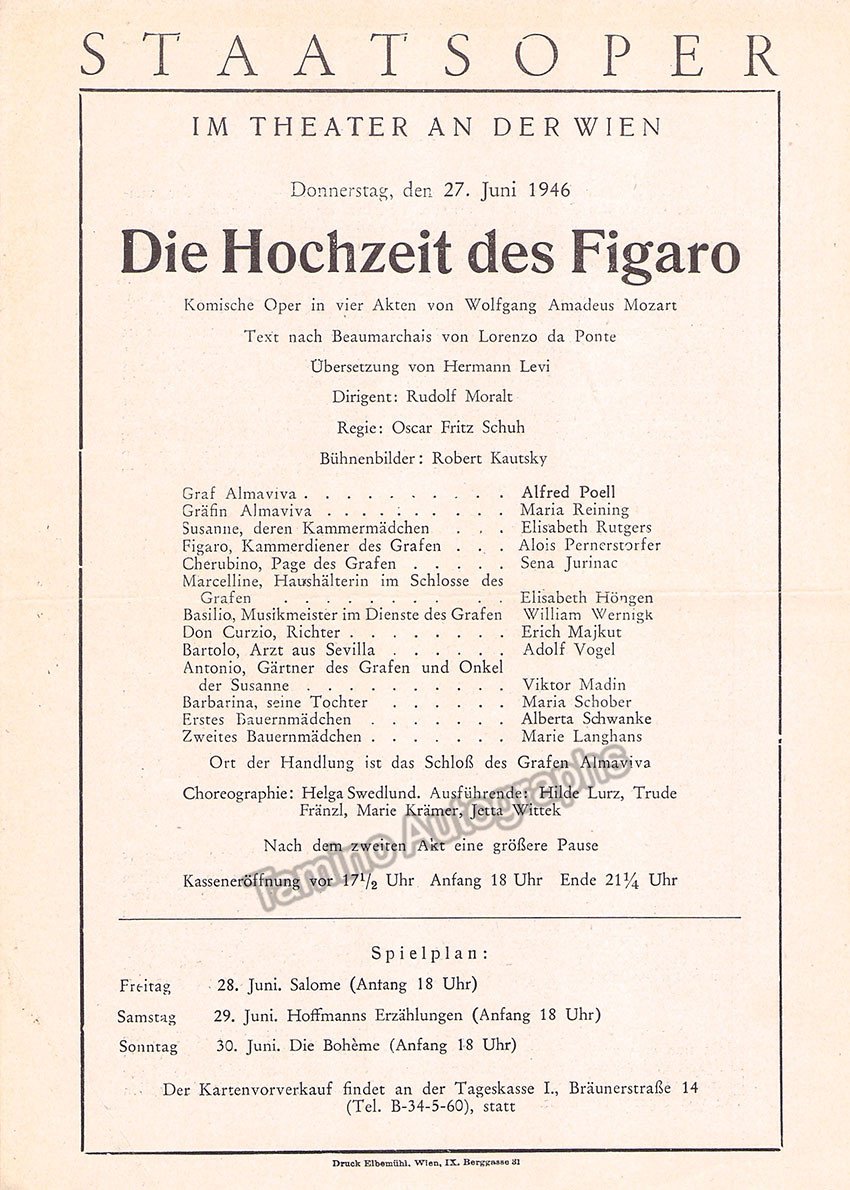 STAATSOPER
IM THEATER AN DER WIEN
Donnerstag, den 27. Juni 1946
Die Hochzeit des Figaro
Komische Oper in vier Akten von Wolfgang Amadeus Mozart
Text nach Beaumarchais von Lorenzo da Ponte
Übersetzung von Hermann Levi
Dirigent: Rudolf Moralt
Regie: Oscar Fritz Schuh
Bühnenbilder: Robert Kautsky
Graf Almaviva . . . . . . . . . . Alfred Poell
Gräfin Almaviva . . . . . . . . . Maria Reining
Susanne, deren Kammermädchen . . . Elisabeth Rutgers
Figaro, Kammerdiener des Grafen . . . Alois Pernerstorfer
Cherubino, Page des Grafen . . . . . Sena Jurinac
Marcelline, Haushälterin im Schlosse des
Grafen . . . . . . . . . . Elisabeth Höngen
Basilio, Musikmeister im Dienste des Grafen William Wernigk
Don Curzio, Richter . . . . . . . . Erich Majkut
Bartolo, Arzt aus Sevilla . . . . . . Adolf Vogel
Antonio, Gärtner des Grafen und Onkel
der Susanne . . . . . . . . . . Viktor Madin
Barbarina, seine Tochter . . . . . . Maria Schober
Erstes Bauernmädchen . . . . . . . Alberta Schwanke
Zweites Bauernmädchen . . . . . . . Marie Langhans
Ort der Handlung ist das Schloß des Grafen Almaviva
Choreographie: Helga Swedlund. Ausführende: Hilde Lurz, Trude
Fränzl, Marie Krämer, Jetta Wittek
Tamino Autographs
Nach dem zweiten Akt eine größere Pause
Kasseneröffnung vor 17½ Uhr Anfang 18 Uhr Ende 21¼ Uhr
Spielplan:
Freitag 28. Juni. Salome (Anfang 18 Uhr)
Samstag 29. Juni. Hoffmanns Erzählungen (Anfang 18 Uhr)
Sonntag 30. Juni. Die Bohème (Anfang 18 Uhr)
Der Kartenvorverkauf findet an der Tageskasse I., Bräunerstraße 14
(Tel. B-34-5-60), statt
Druck Elbemühl, Wien, IX. Berggasse 31